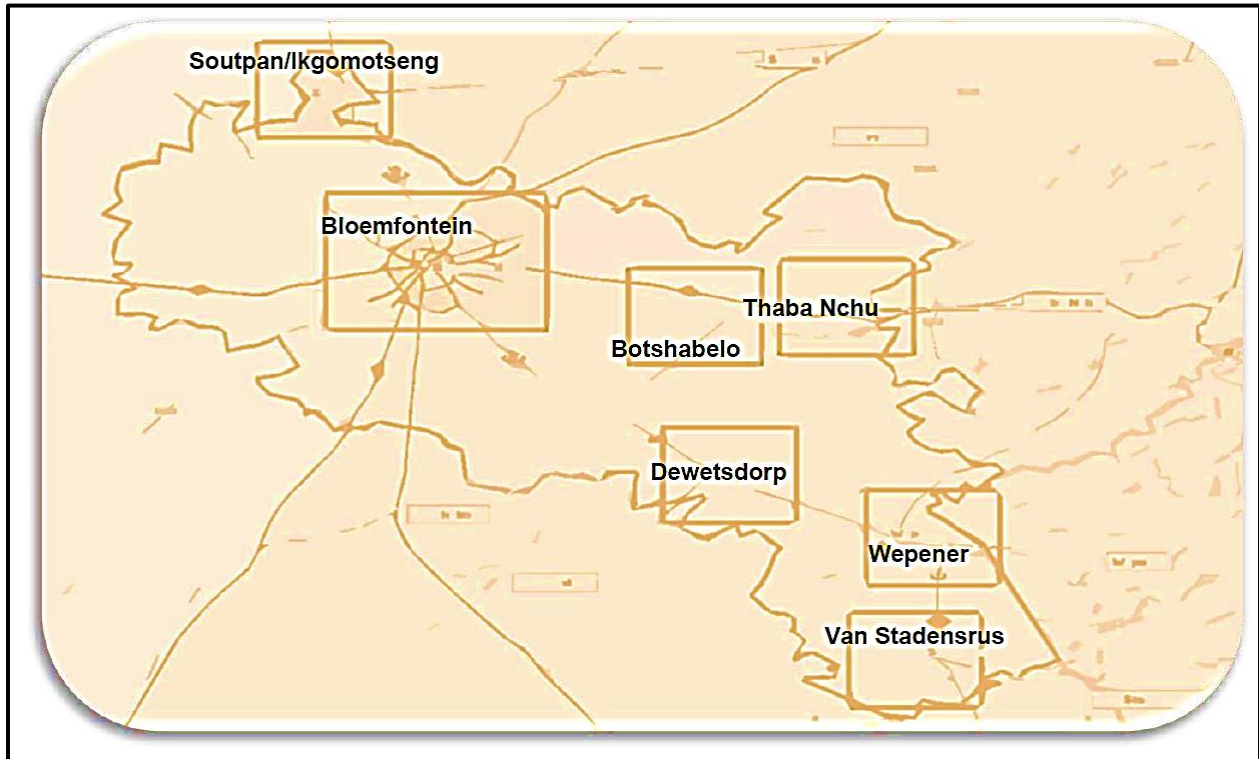 Soutpan/Ikgomotseng
Bloemfontein
Thaba Nchu
Botshabelo
Dewetsdorp
Wepener
Van Stadensrus